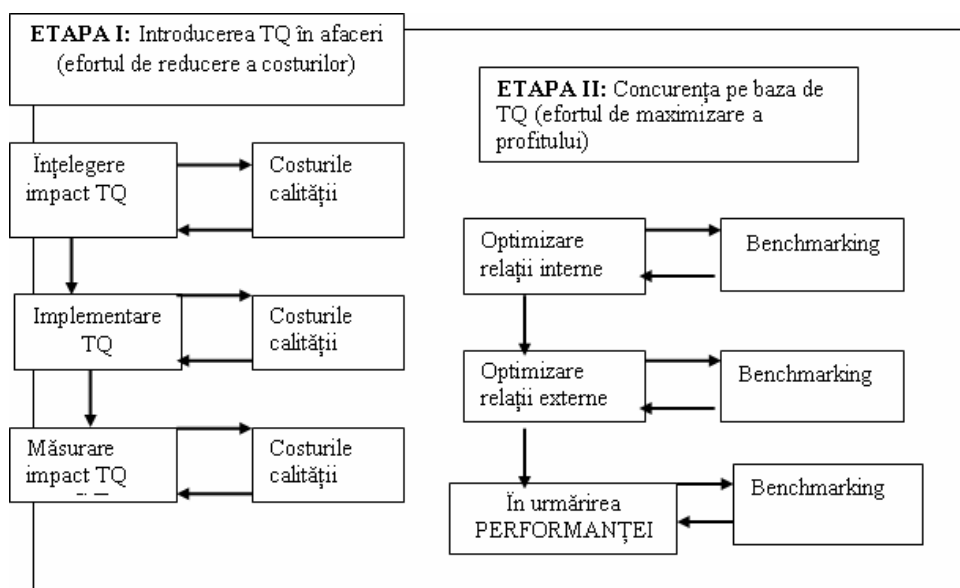 ETAPA I: Introducerea TQ în afaceri
(efortul de reducere a costurilor)
ETAPA II: Concurența pe baza de
TQ (efortul de maximizare a
profitului)
Înțelegere
impact TQ
Costurile
calității
Implementare
TQ
Costurile
calității
Măsurare
impact TQ
Costurile
calității
Optimizare
relații interne
Benchmarking
Optimizare
relații externe
Benchmarking
În urmărirea
PERFORMANȚEI
Benchmarking